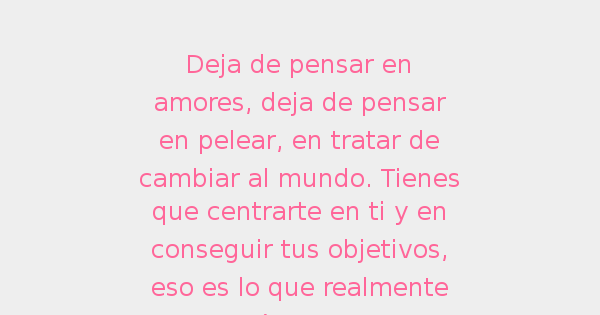 Deja de pensar en
amores, deja de pensar
en pelear, en tratar de
cambiar al mundo. Tienes
que centrarte en ti y en
conseguir tus objetivos,
eso es lo que realmente